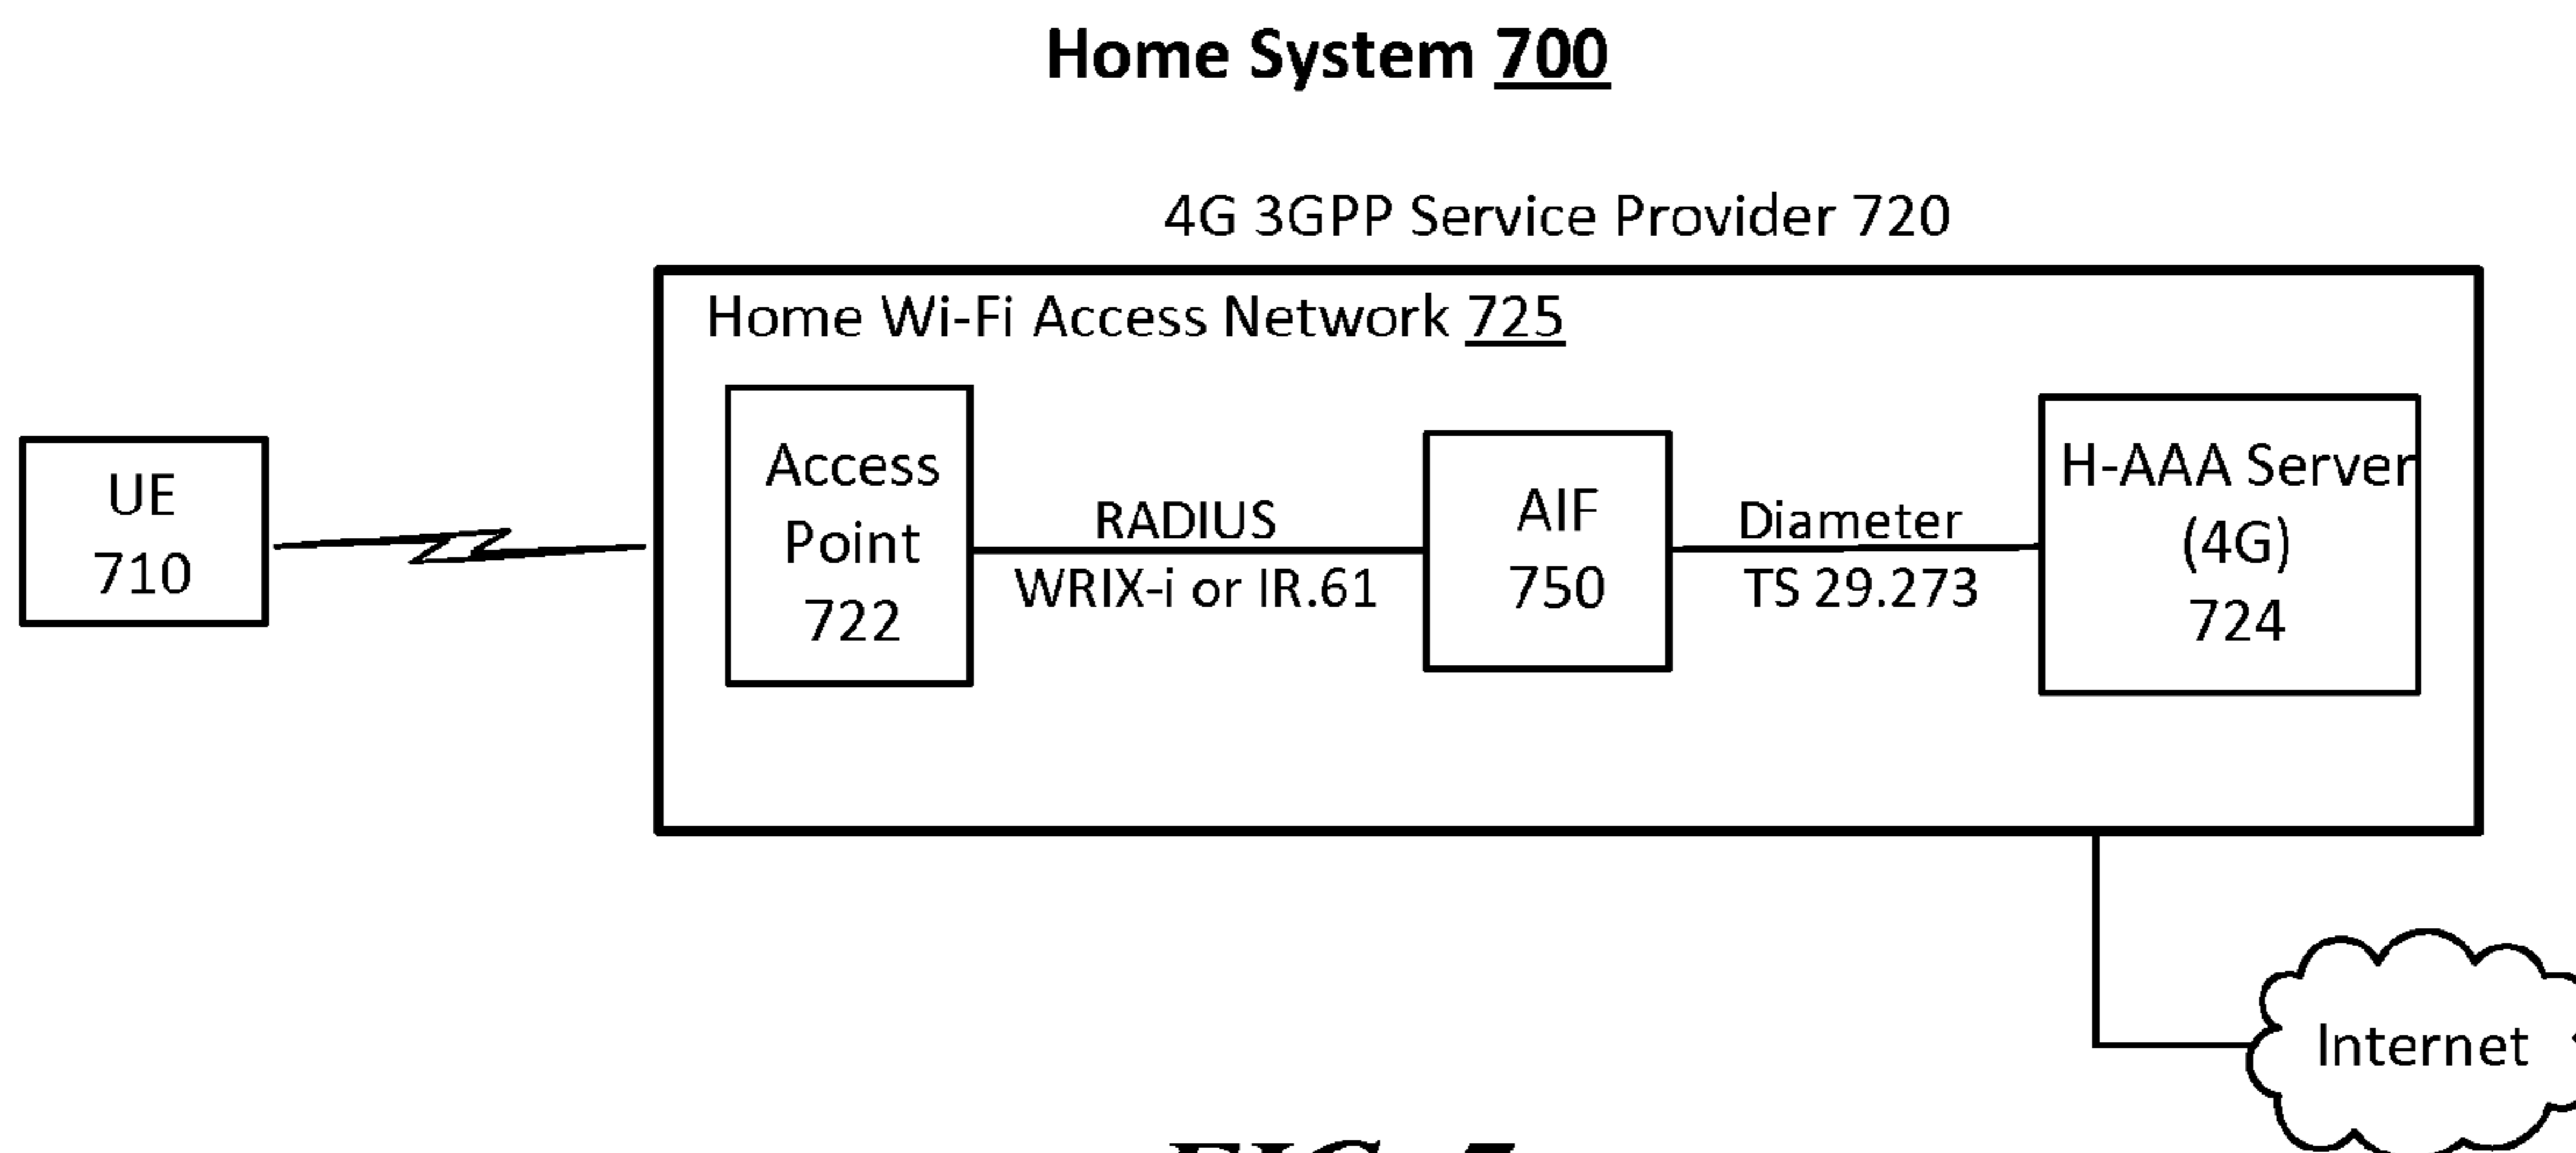 Home System 700
4G 3GPP Service Provider 720
Home Wi-Fi Access Network 725
UE
710
Access
Point
722
RADIUS
WRIX-i or IR.61
AIF
750
Diameter
TS 29.273
H-AAA Server
(4G)
724
Internet